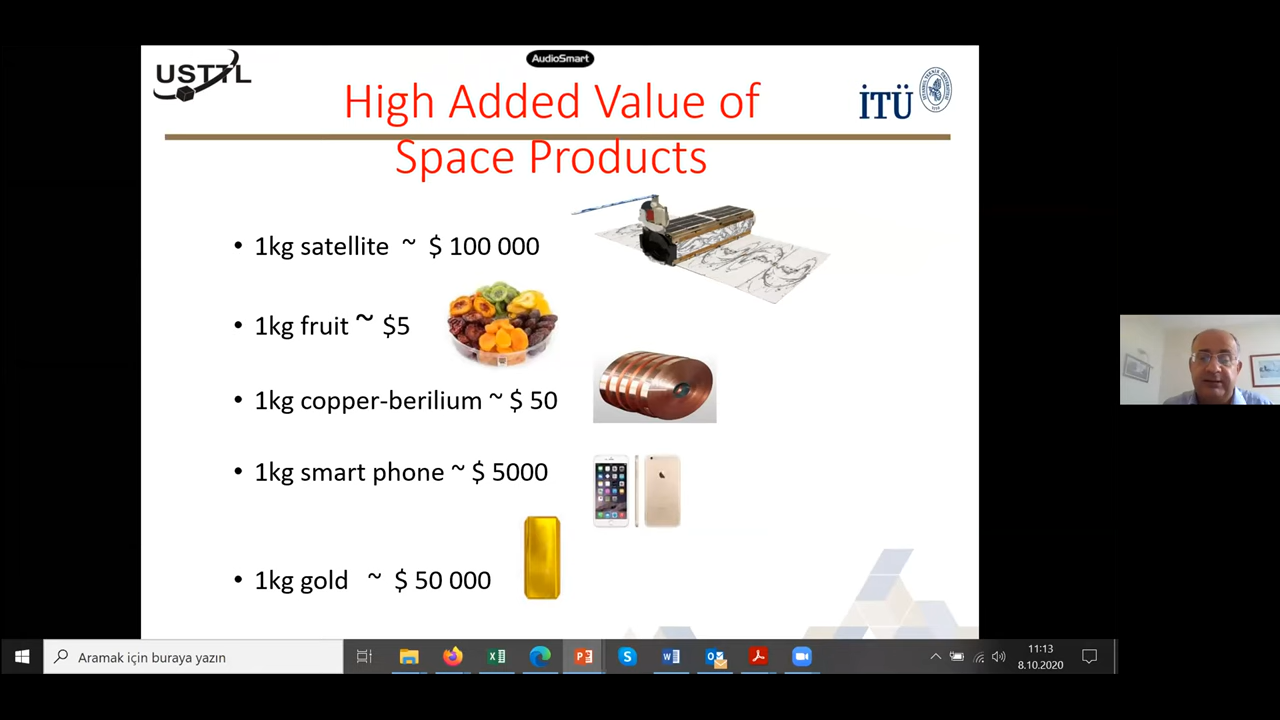 USTTL
AudioSmart
High Added Value of
Space Products
İTÜ
• 1kg satellite ~ $ 100 000
• 1kg fruit ~ $5
• 1kg copper-berilium ~ $ 50
• 1kg smart phone ~ $ 5000
• 1kg gold ~ $ 50 000
Aramak için buraya yazın
11:13
8.10.2020